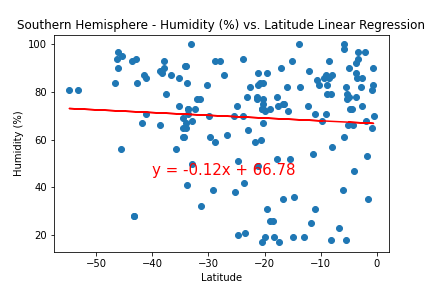 Southern Hemisphere - Humidity (%) vs. Latitude Linear Regression
100
80
60
40
20
Humidity (%)
y = -0.12x + 66.78
−50
−40
−30
−20
−10
0
Latitude